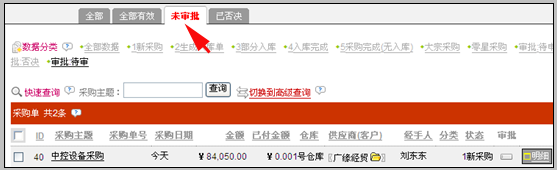 全部 全部有效 未审批 已否决
数据分类 全部数据 1新采购 2生成入库单 3部分入库 4入库完成 5采购完成(无入库) 大宗采购 零星采购 审批:
批:否决 审批:待审
快速查询 采购主题: 查询 切换到高级查询
采购单 共2条
ID 采购主题 采购单号 采购日期 金额 已付金额 仓库 供应商(客户) 经手人 分类 状态 审批
40 中控设备采购 今天 ¥84,050.00 ¥0.00 1号仓库 [广缘经贸 ] 刘东东 1新采购 明细